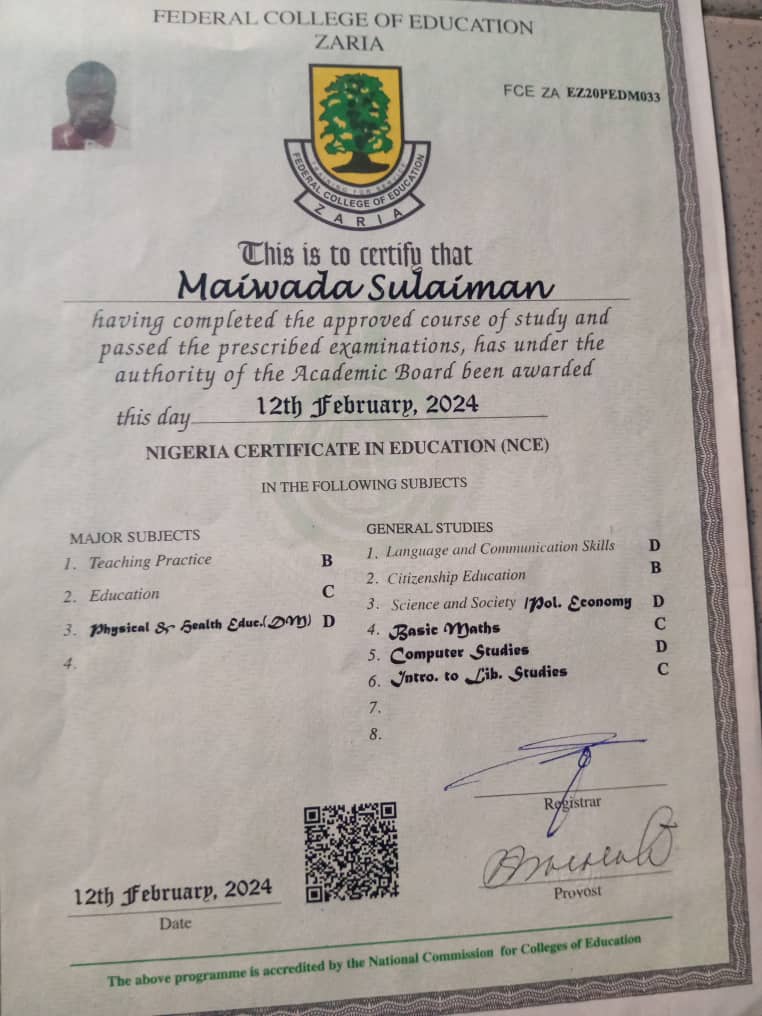 FEDERAL COLLEGE OF EDUCATION
ZARIA
FCE ZA EZ20PEDM033
TRAINING FOR SERVICE
FEDERAL COLLEGE OF EDUCATION
ZARIA
This is to certify that
Maiwada Sulaiman
having completed the approved course of study and
passed the prescribed examinations, has under the
authority of the Academic Board been awarded
this day 12th February, 2024
NIGERIA CERTIFICATE IN EDUCATION (NCE)
IN THE FOLLOWING SUBJECTS
MAJOR SUBJECTS
1. Teaching Practice B
2. Education C
3. Physical & Health Educ.(DM) D
4.
GENERAL STUDIES
1. Language and Communication Skills D
2. Citizenship Education B
3. Science and Society /Pol. Economy D
4. Basic Maths C
5. Computer Studies D
6. Intro. to Lib. Studies C
7.
8.
Registrar
Provost
12th February, 2024
Date
The above programme is accredited by the National Commission for Colleges of Education